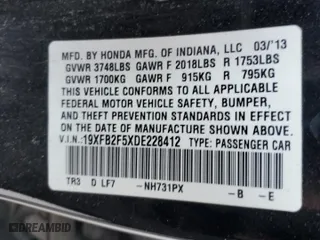 MFD. BY HONDA MFG. OF INDIANA, LLC 03/'13
GVWR 3748LBS GAWR F 2018LBS R 1753LBS
GVWR 1700KG GAWR F 915KG R 795KG
THIS VEHICLE CONFORMS TO ALL APPLICABLE
FEDERAL MOTOR VEHICLE SAFETY, BUMPER,
AND THEFT PREVENTION STANDARDS IN EFFECT
ON THE DATE OF MANUFACTURE SHOWN ABOVE.
V.I.N.: 19XFB2F5XDE228412 TYPE: PASSENGER CAR
TR3 D LF7 -NH731PX -B -E
DREAMBID